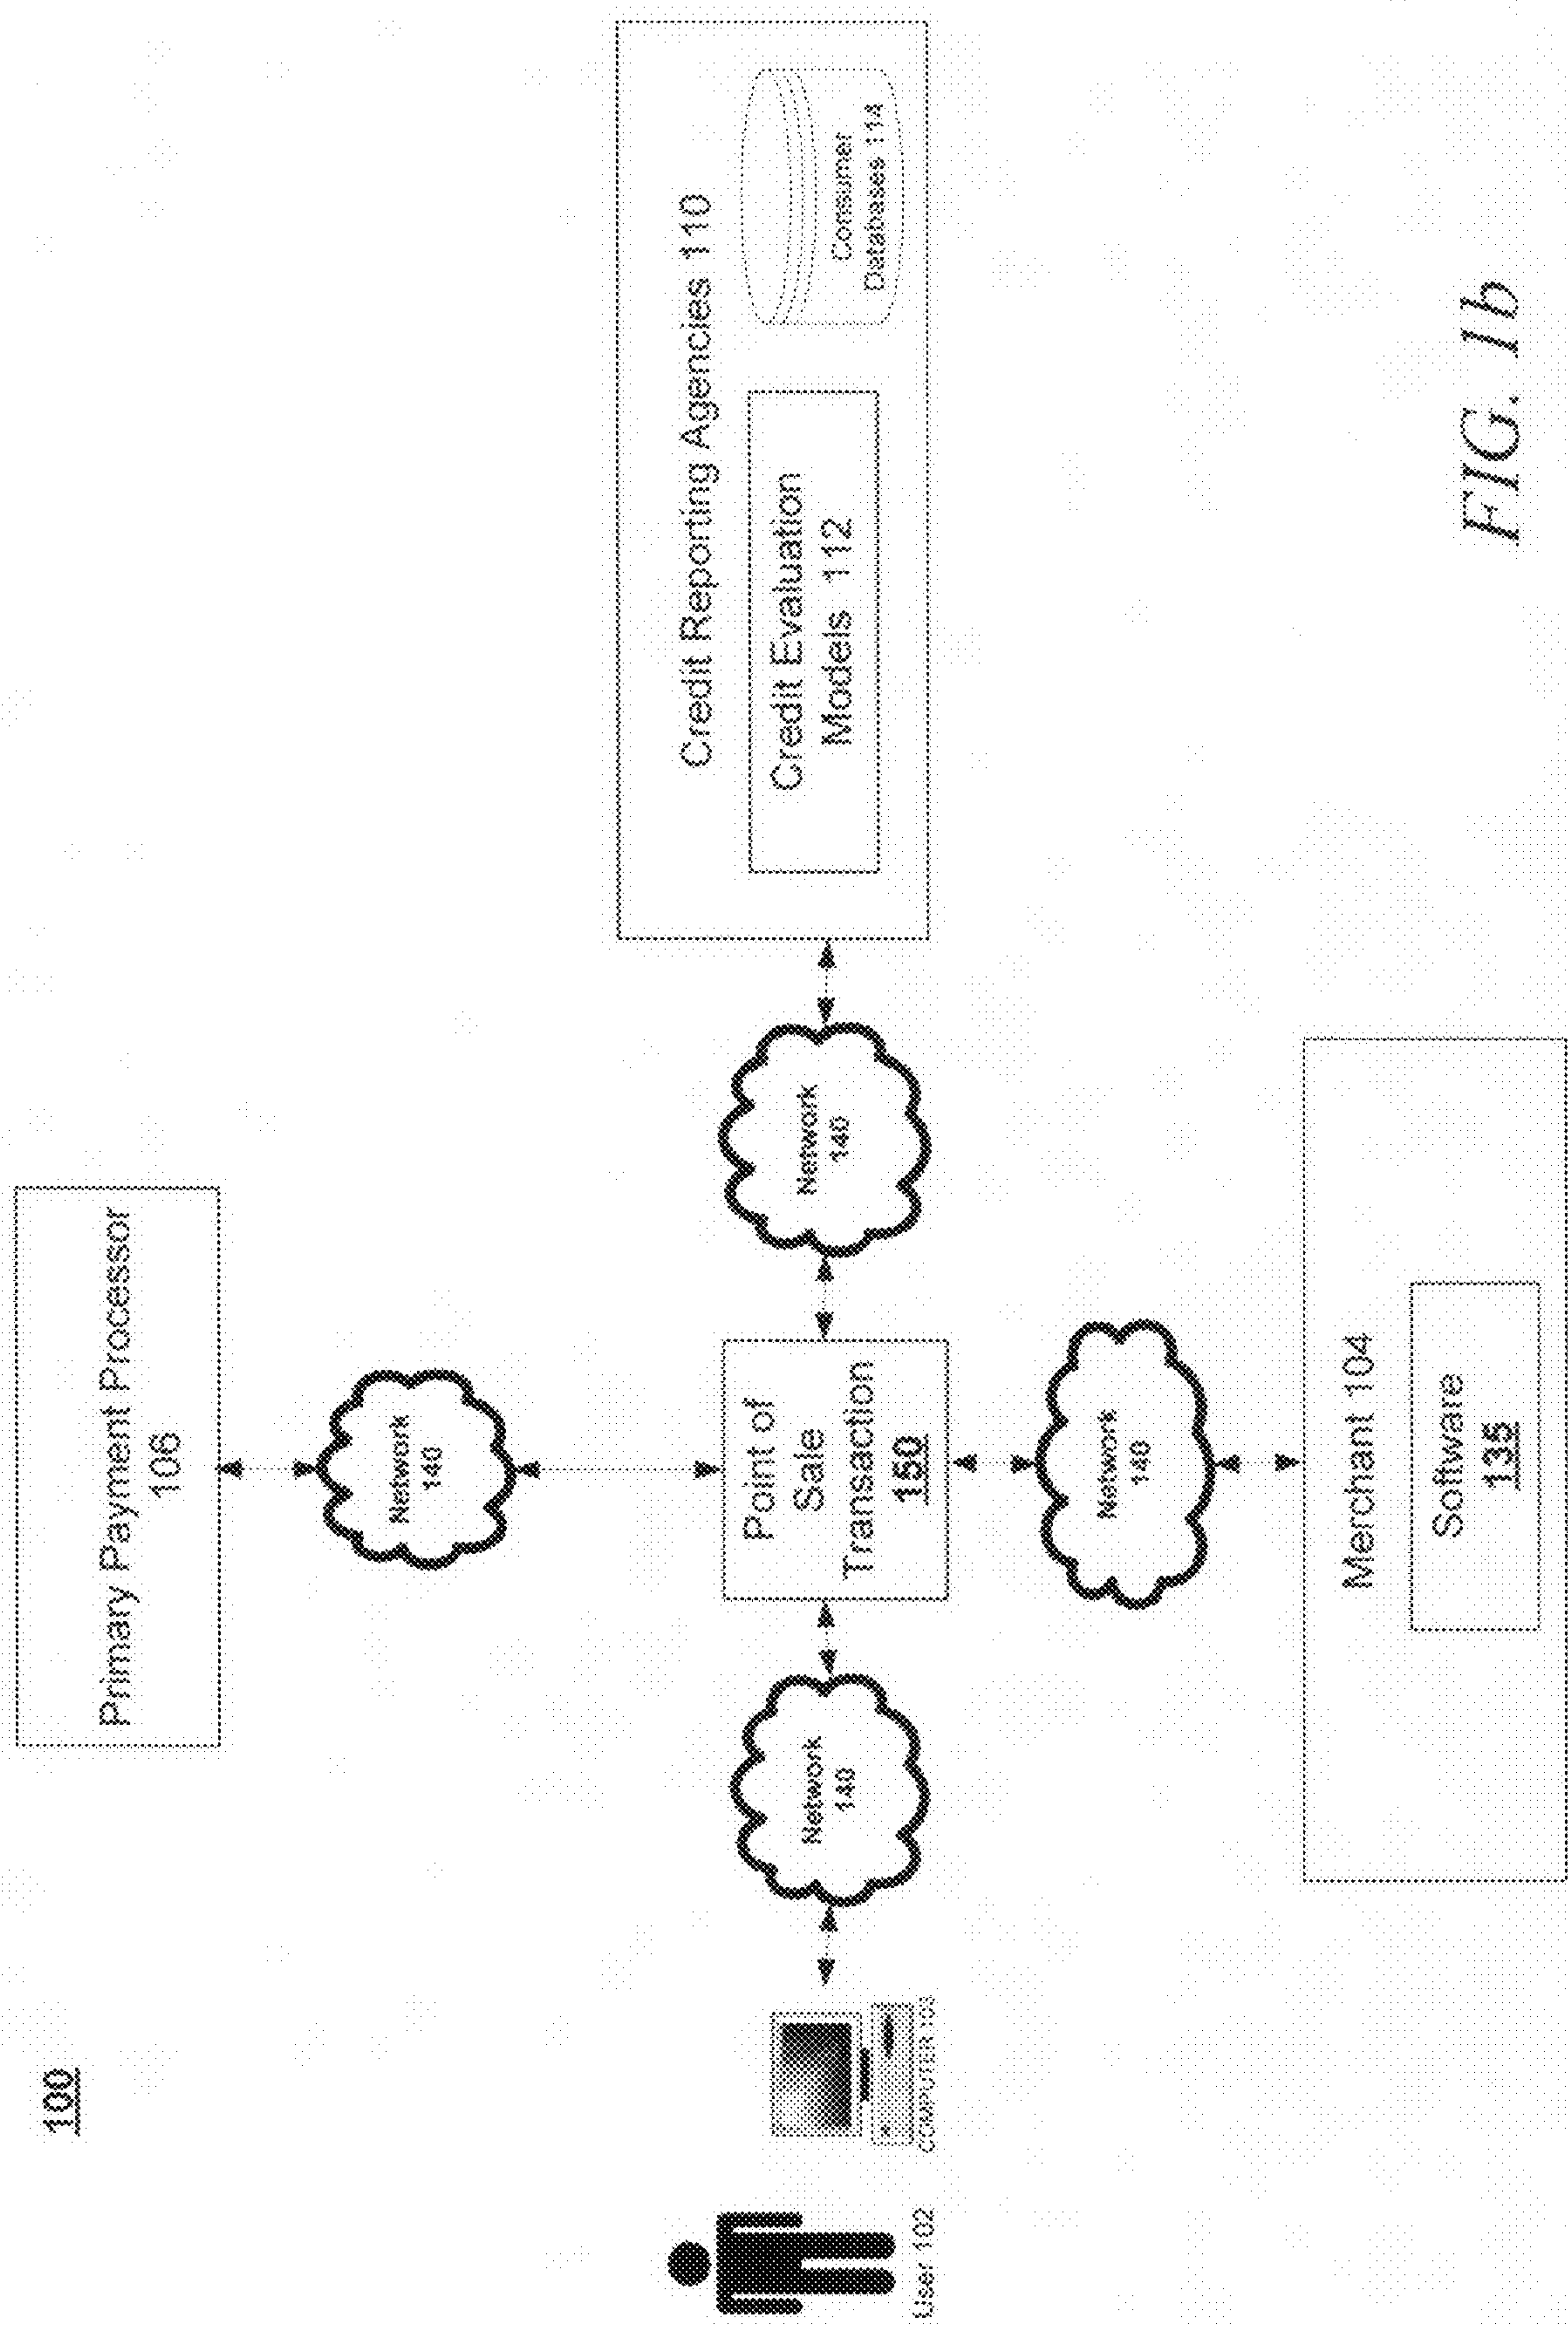 100
Primary Payment Processor
106
Network
140
User 102
COMPUTER 103
Network
140
Point of
Sale
Transaction
150
Network
140
Credit Reporting Agencies 110
Credit Evaluation
Models 112
Consumer
Databases 114
Network
140
Merchant 104
Software
135
FIG. 1b